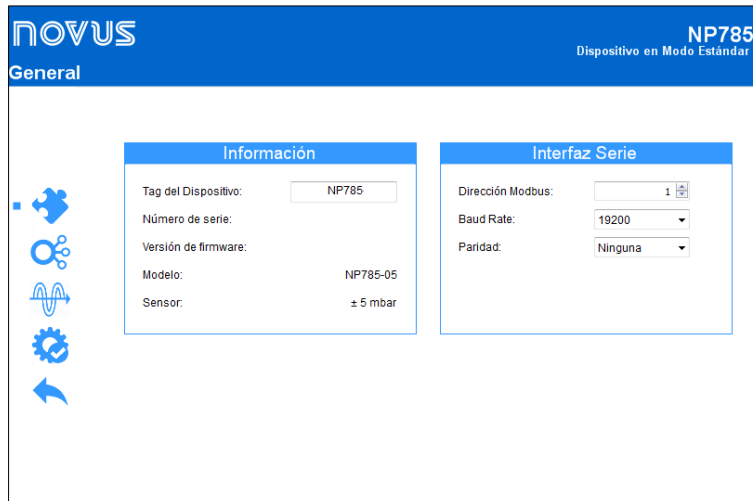 novus
NP785
Dispositivo en Modo Estándar
General
Información
Tag del Dispositivo: NP785
Número de serie:
Versión de firmware:
Modelo: NP785-05
Sensor: ± 5 mbar
Interfaz Serie
Dirección Modbus: 1
Baud Rate: 19200
Paridad: Ninguna